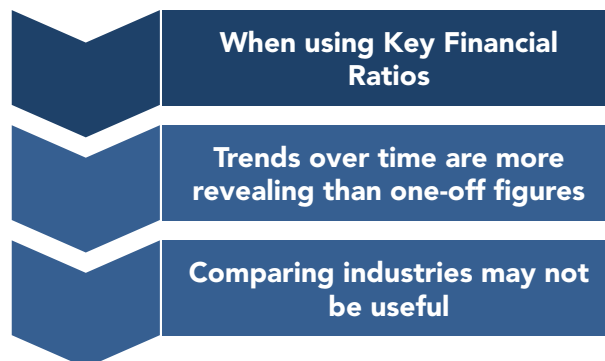 When using Key Financial
Ratios
Trends over time are more
revealing than one-off figures
Comparing industries may not
be useful